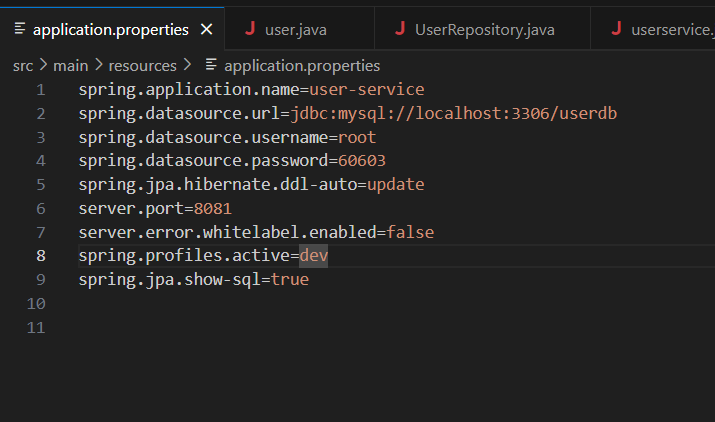 application.properties × J user.java J UserRepository.java J userservice.
src > main > resources > application.properties
1 spring.application.name=user-service
2 spring.datasource.url=jdbc:mysql://localhost:3306/userdb
3 spring.datasource.username=root
4 spring.datasource.password=60603
5 spring.jpa.hibernate.ddl-auto=update
6 server.port=8081
7 server.error.whitelabel.enabled=false
8 spring.profiles.active=dev
9 spring.jpa.show-sql=true
10
11